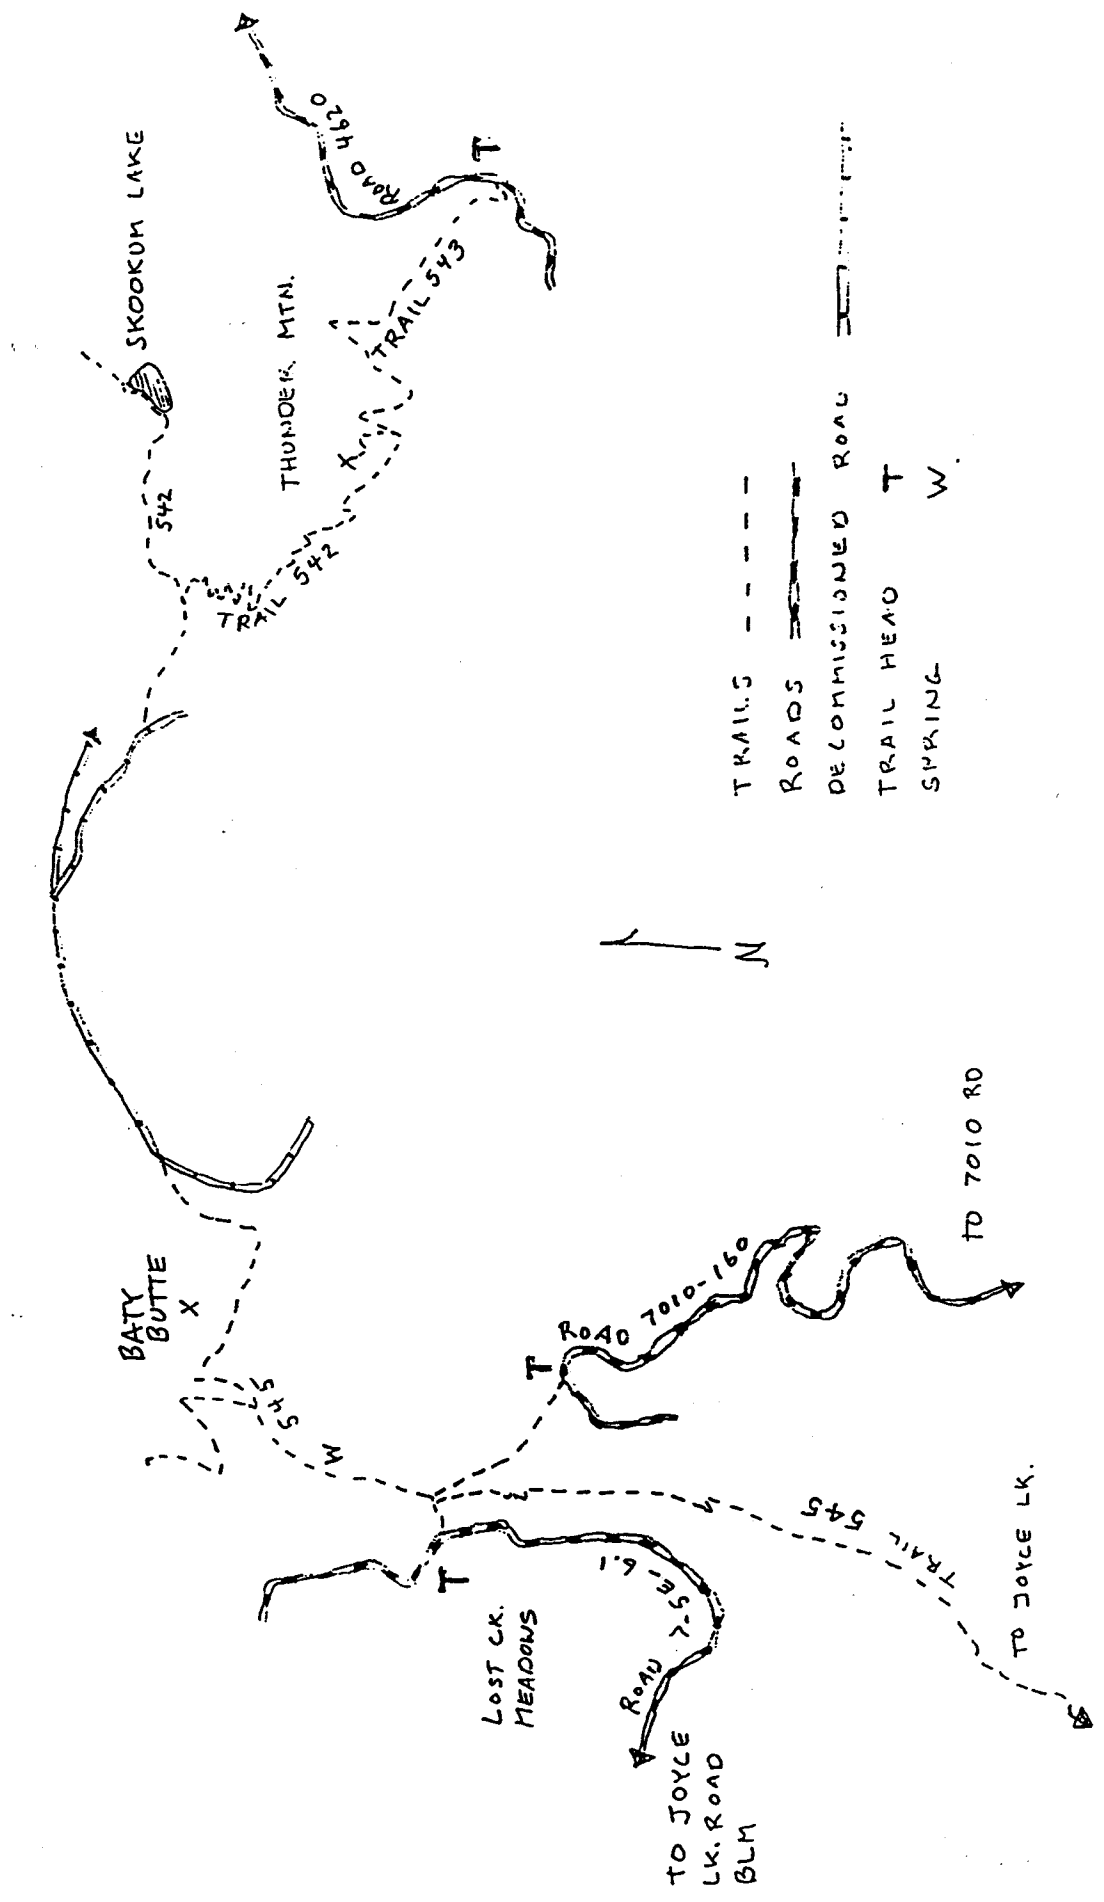 SKOOKUM LAKE
ROAD 4620
T
THUNDER MTN.
X
TRAIL 543
542
TRAIL 542
BATY
BUTTE
X
545
W
T
ROAD 7010-160
TO 7010 RD
LOST CK.
MEADOWS
T
ROAD 7-5E-6.1
TO JOYCE
LK. ROAD
BLM
TRAIL 545
TO JOYCE LK.
N
TRAILS
ROADS
DECOMMISSIONED ROAD
TRAIL HEAD T
SPRING W.